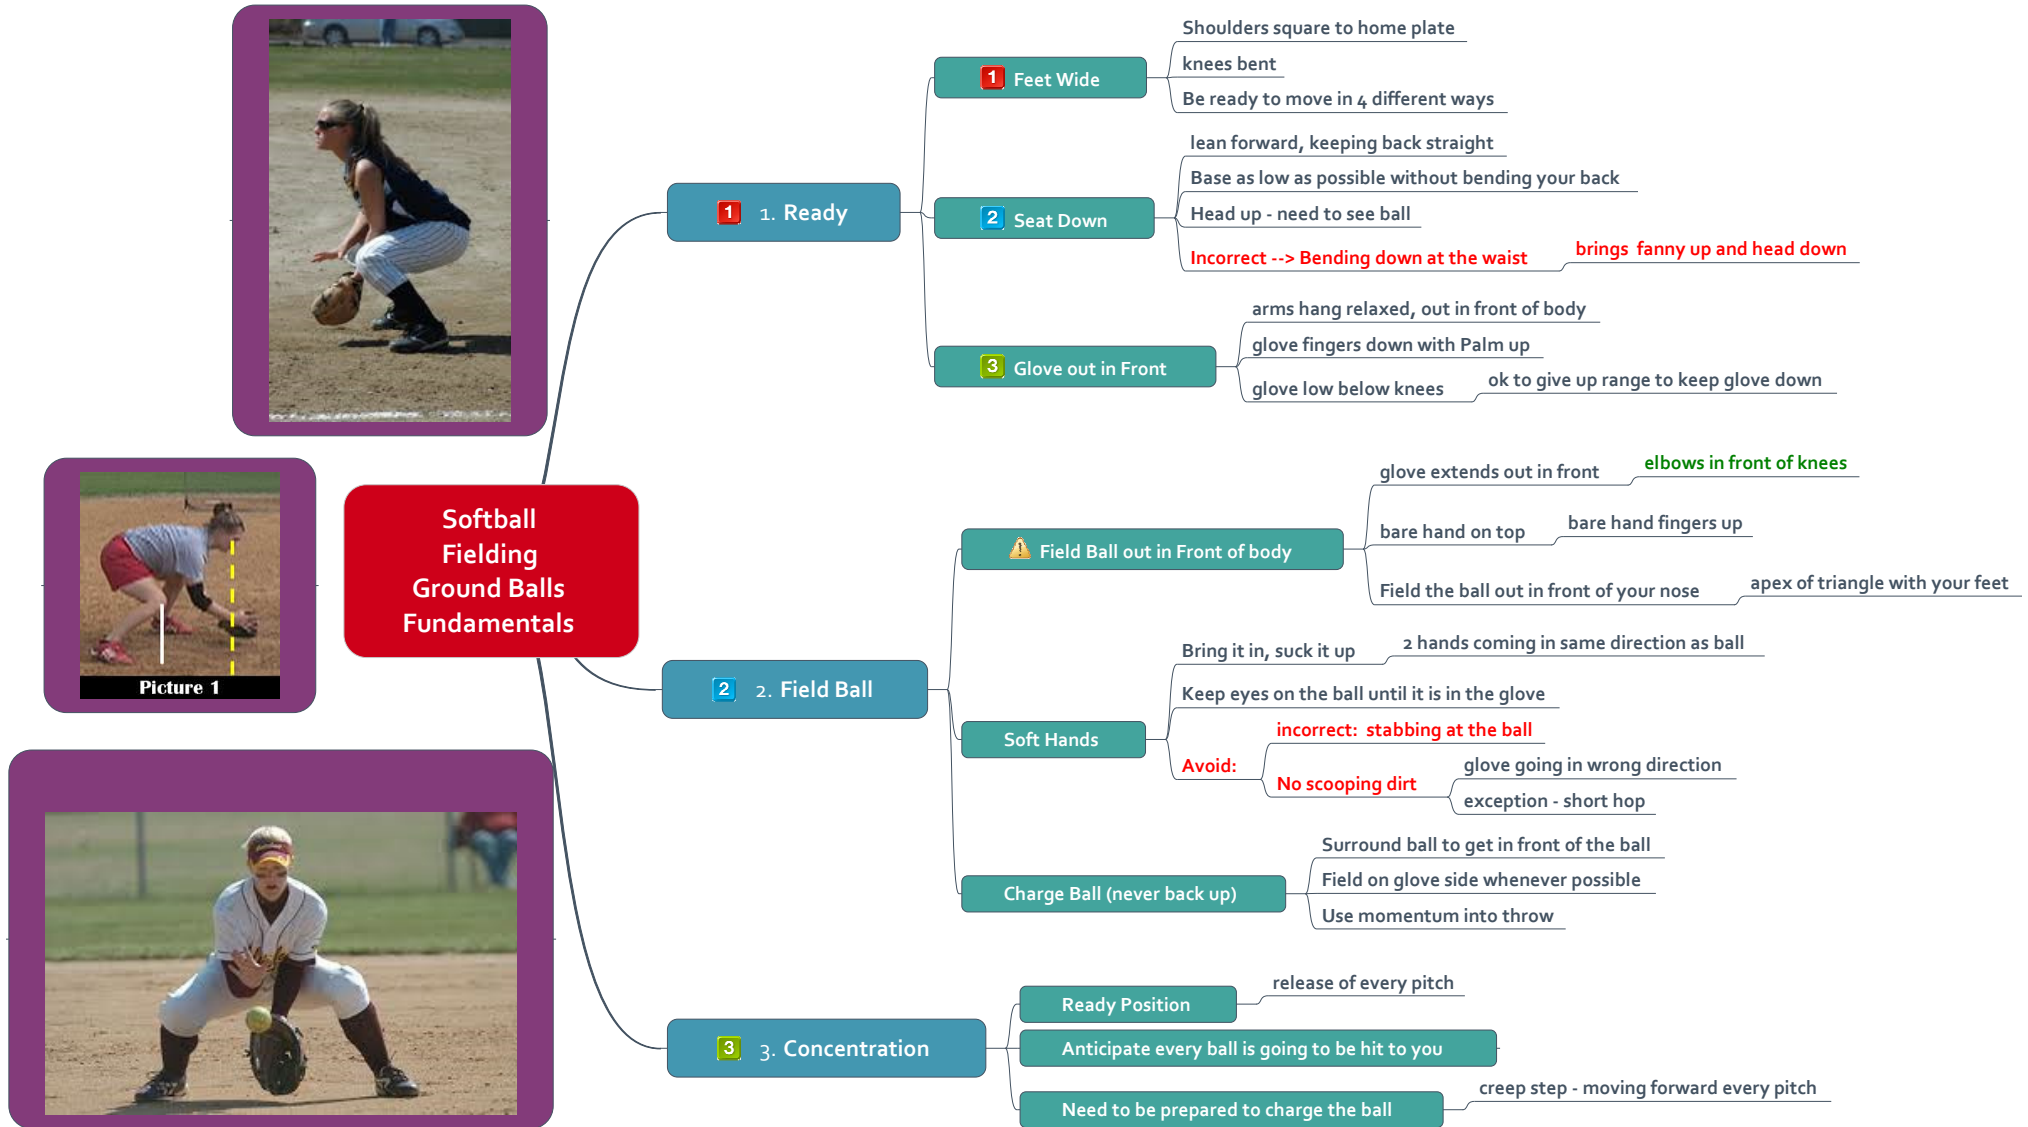 Softball
Fielding
Ground Balls
Fundamentals
1 1. Ready
1 Feet Wide
Shoulders square to home plate
knees bent
Be ready to move in 4 different ways
2 Seat Down
lean forward, keeping back straight
Base as low as possible without bending your back
Head up - need to see ball
Incorrect --> Bending down at the waist
brings  fanny up and head down
3 Glove out in Front
arms hang relaxed, out in front of body
glove fingers down with Palm up
glove low below knees
ok to give up range to keep glove down
2 2. Field Ball
Field Ball out in Front of body
glove extends out in front
elbows in front of knees
bare hand on top
bare hand fingers up
Field the ball out in front of your nose
apex of triangle with your feet
Soft Hands
Bring it in, suck it up
2 hands coming in same direction as ball
Keep eyes on the ball until it is in the glove
Avoid:
incorrect:  stabbing at the ball
No scooping dirt
glove going in wrong direction
exception - short hop
Charge Ball (never back up)
Surround ball to get in front of the ball
Field on glove side whenever possible
Use momentum into throw
3 3. Concentration
Ready Position
release of every pitch
Anticipate every ball is going to be hit to you
Need to be prepared to charge the ball
creep step - moving forward every pitch
Picture 1